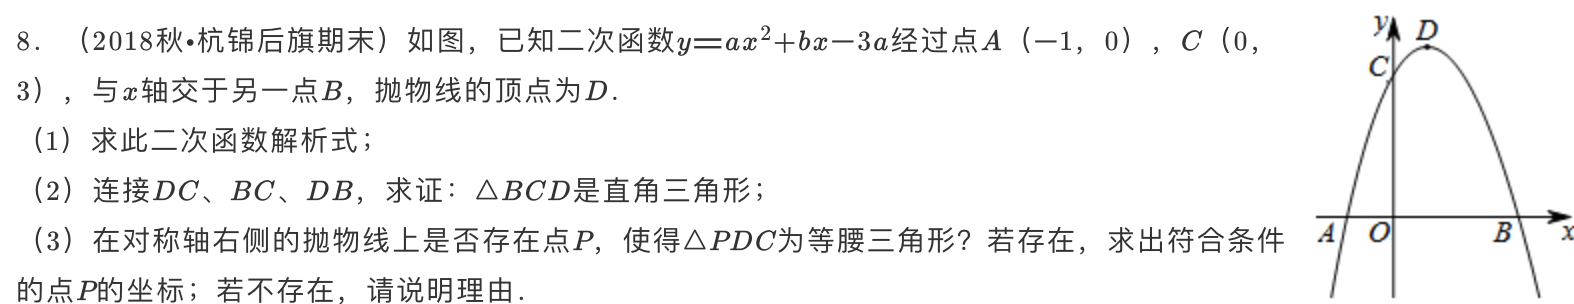 8. （2018秋•杭锦后旗期末）如图，已知二次函数y=ax²+bx−3a经过点A（−1，0），C（0，
3），与x轴交于另一点B，抛物线的顶点为D.
（1）求此二次函数解析式；
（2）连接DC、BC、DB，求证：△BCD是直角三角形；
（3）在对称轴右侧的抛物线上是否存在点P，使得△PDC为等腰三角形？若存在，求出符合条件
的点P的坐标；若不存在，请说明理由.
y
D
C
A
O
B
x